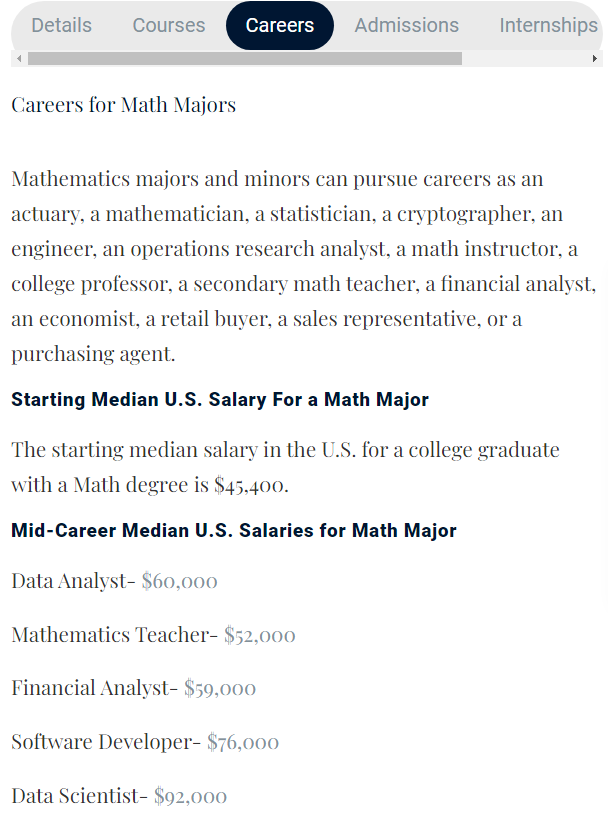 Details Courses Careers Admissions Internships
Careers for Math Majors
Mathematics majors and minors can pursue careers as an
actuary, a mathematician, a statistician, a cryptographer, an
engineer, an operations research analyst, a math instructor, a
college professor, a secondary math teacher, a financial analyst,
an economist, a retail buyer, a sales representative, or a
purchasing agent.
Starting Median U.S. Salary For a Math Major
The starting median salary in the U.S. for a college graduate
with a Math degree is $45,400.
Mid-Career Median U.S. Salaries for Math Major
Data Analyst- $60,000
Mathematics Teacher- $52,000
Financial Analyst- $59,000
Software Developer- $76,000
Data Scientist- $92,000